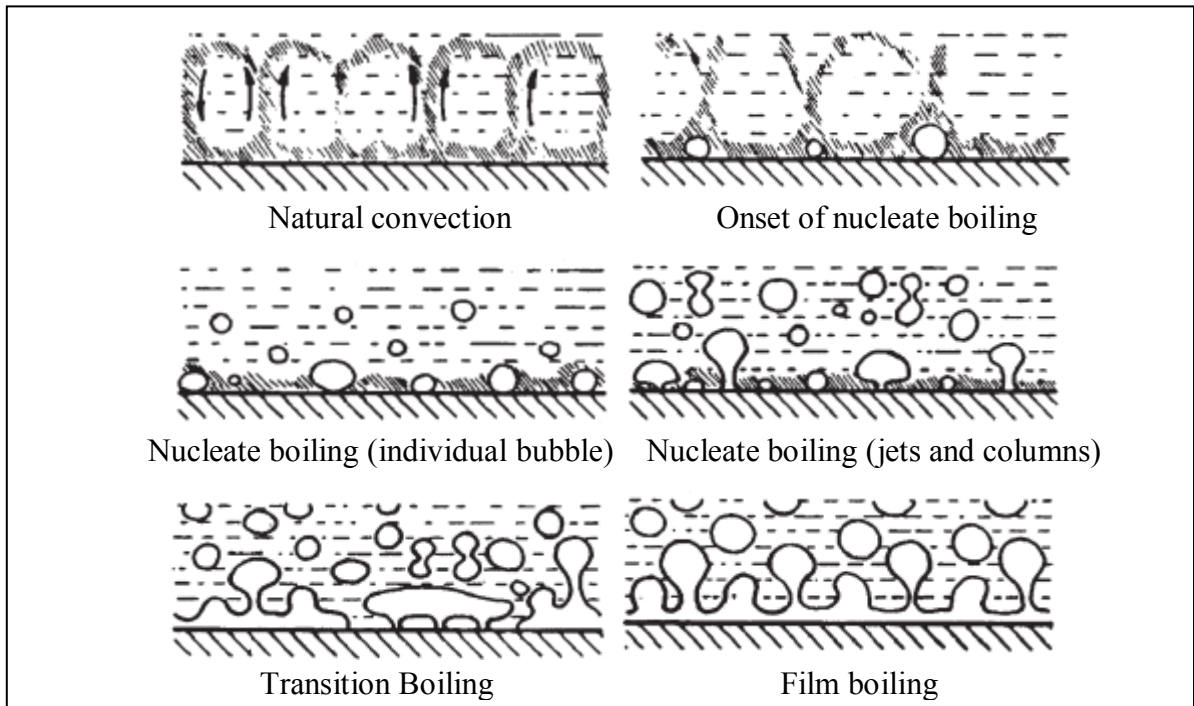 Natural convection
Onset of nucleate boiling
Nucleate boiling (individual bubble)
Nucleate boiling (jets and columns)
Transition Boiling
Film boiling